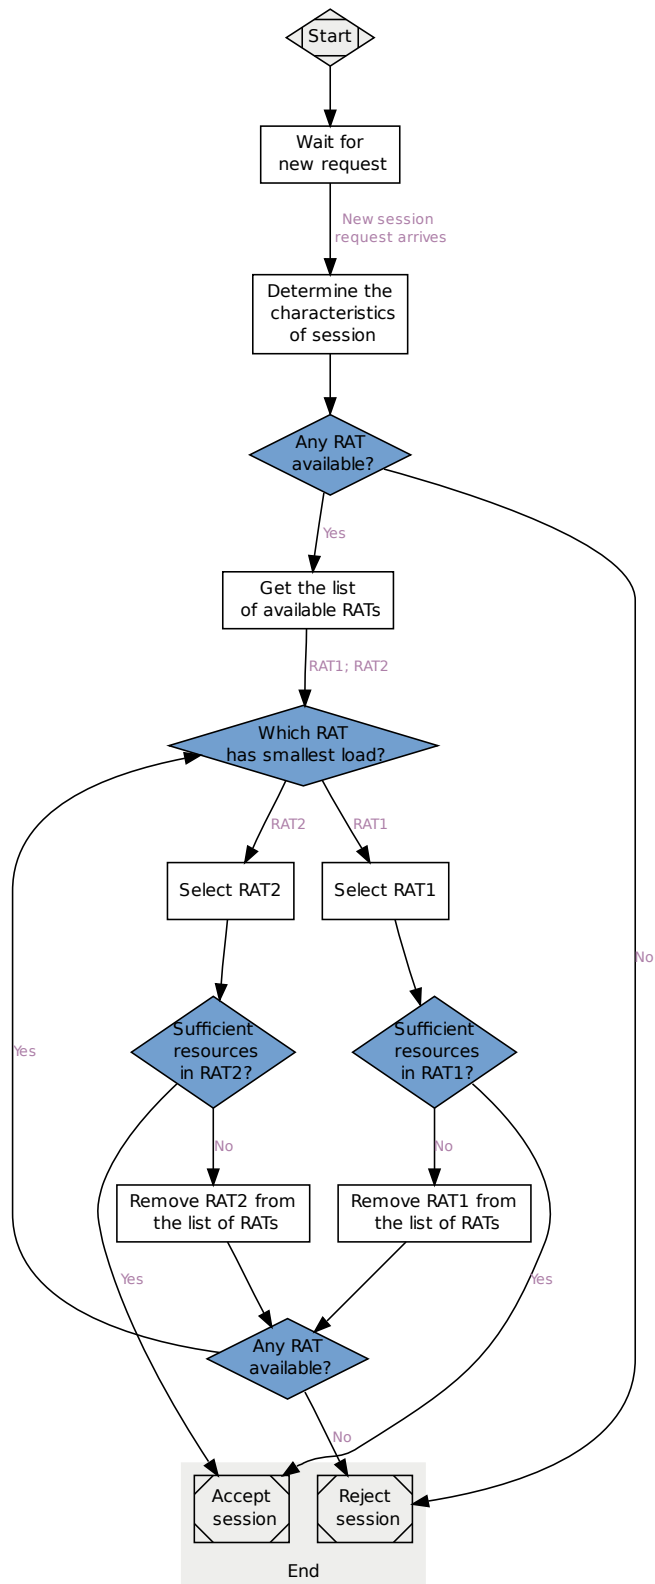 Start
Wait for
new request
New session
request arrives
Determine the
characteristics
of session
Any RAT
available?
Yes
Get the list
of available RATs
RAT1; RAT2
Which RAT
has smallest load?
RAT2
RAT1
Select RAT2
Select RAT1
No
Sufficient
resources
in RAT2?
Sufficient
resources
in RAT1?
Yes
No
No
Remove RAT2 from
the list of RATs
Remove RAT1 from
the list of RATs
Yes
Yes
Any RAT
available?
No
Accept
session
Reject
session
End